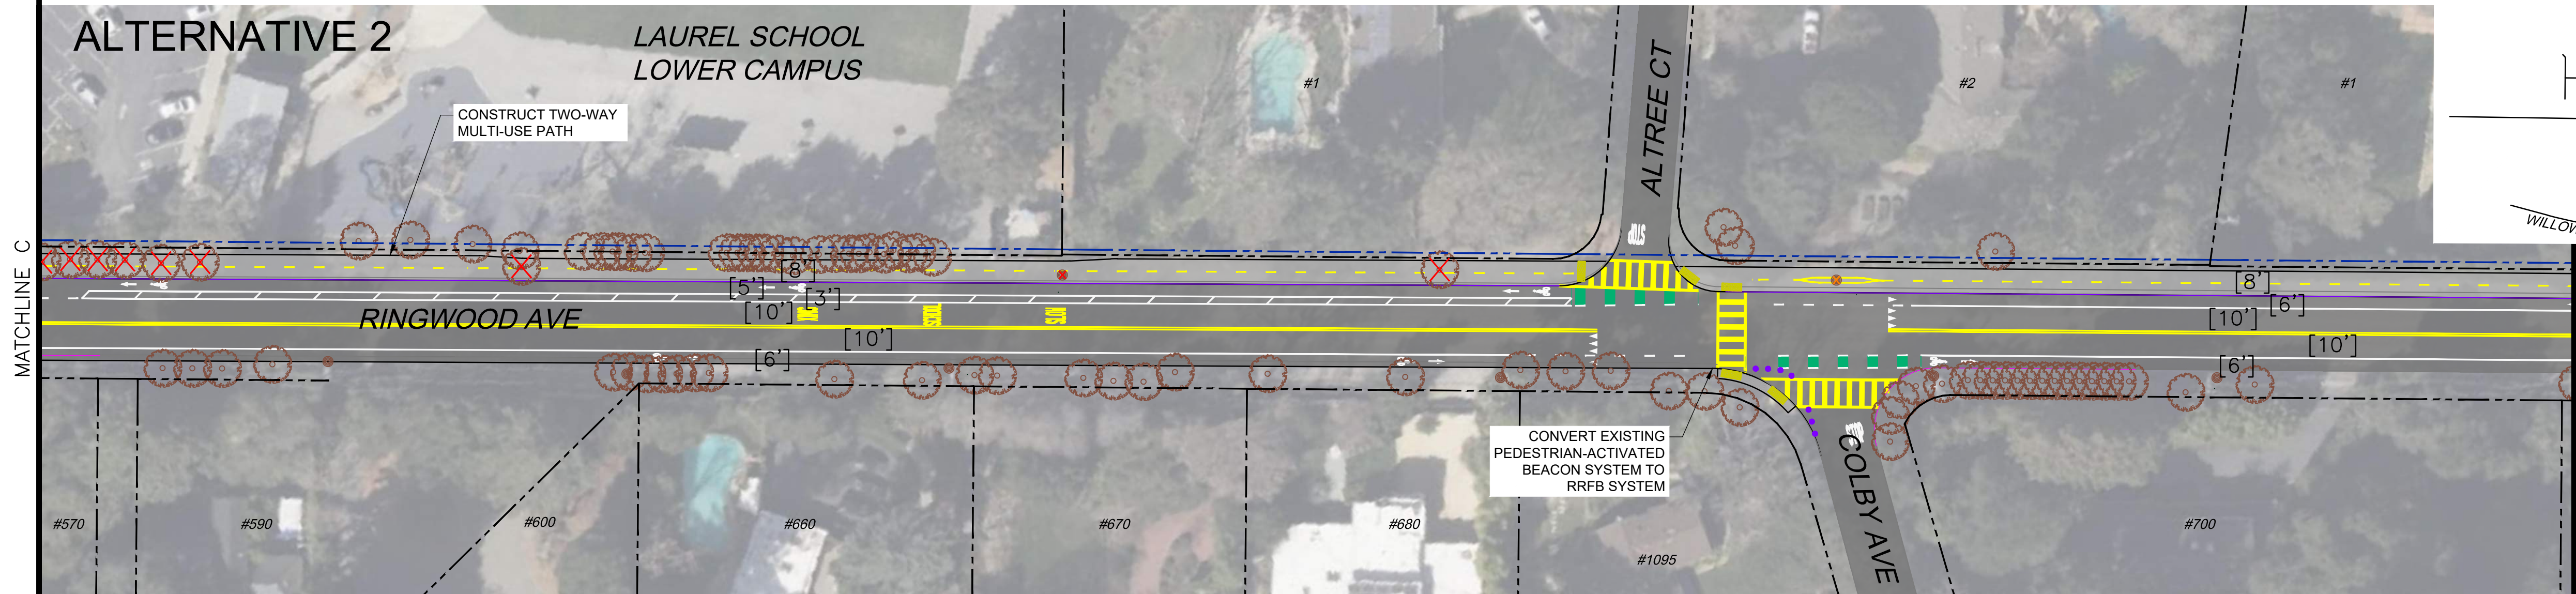 ALTERNATIVE 2
LAUREL SCHOOL
LOWER CAMPUS
CONSTRUCT TWO-WAY
MULTI-USE PATH
#1
ALTREE CT
#2
#1
STOP
MATCHLINE C
[8']
[5']
[3']
[10']
RINGWOOD AVE
[10']
[6']
[8']
[6']
[10']
[10']
[6']
CONVERT EXISTING
PEDESTRIAN-ACTIVATED
BEACON SYSTEM TO
RRFB SYSTEM
STOP
COLBY AVE
#570
#590
#600
#660
#670
#680
#1095
#700